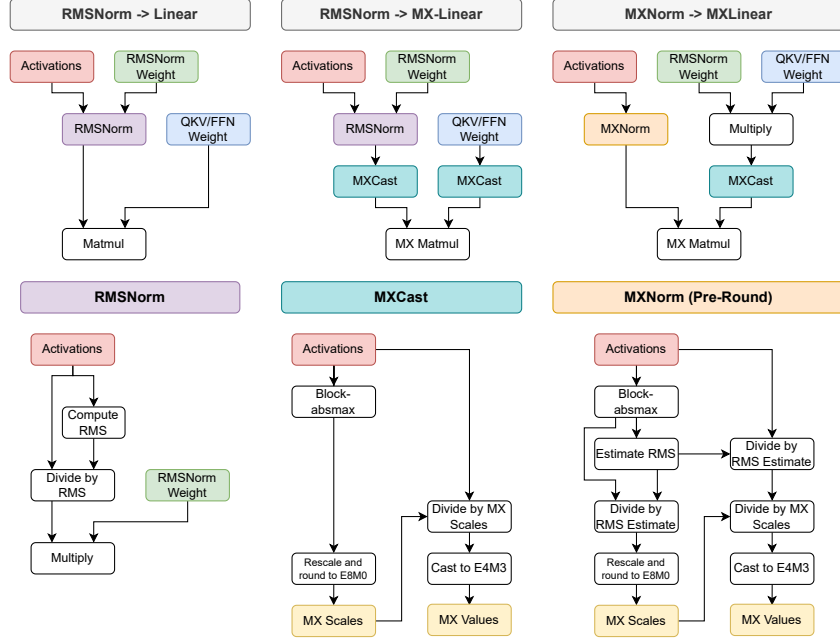 RMSNorm -> Linear
Activations
RMSNorm
Weight
RMSNorm
QKV/FFN
Weight
Matmul
RMSNorm -> MX-Linear
Activations
RMSNorm
Weight
RMSNorm
QKV/FFN
Weight
MXCast
MXCast
MX Matmul
MXNorm -> MXLinear
Activations
RMSNorm
Weight
QKV/FFN
Weight
MXNorm
Multiply
MXCast
MX Matmul
RMSNorm
Activations
Compute
RMS
Divide by
RMS
RMSNorm
Weight
Multiply
MXCast
Activations
Block-
absmax
Divide by MX
Scales
Rescale and
round to E8M0
Cast to E4M3
MX Scales
MX Values
MXNorm (Pre-Round)
Activations
Block-
absmax
Estimate RMS
Divide by
RMS Estimate
Divide by
RMS Estimate
Divide by MX
Scales
Rescale and
round to E8M0
Cast to E4M3
MX Scales
MX Values